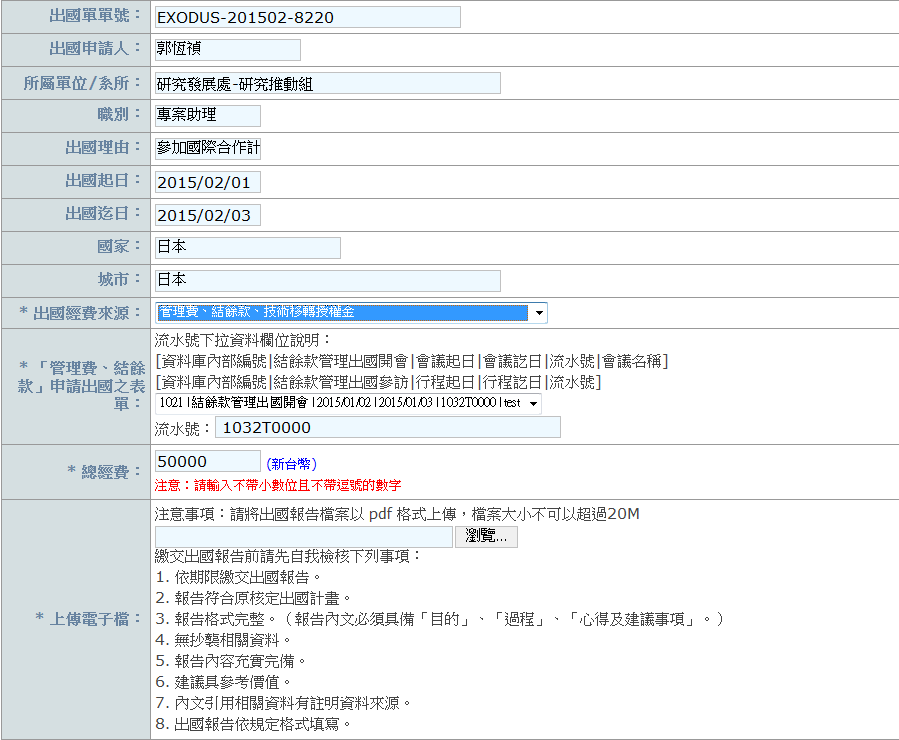 出國單單號： EXODUS-201502-8220
出國申請人： 郭恆禎
所屬單位/系所： 研究發展處-研究推動組
職別： 專案助理
出國理由： 參加國際合作計
出國起日： 2015/02/01
出國迄日： 2015/02/03
國家： 日本
城市： 日本
* 出國經費來源： 管理費、結餘款、技術移轉授權金
* 「管理費、結餘
款」申請出國之表
單：
流水號下拉資料欄位說明：
[資料庫內部編號|結餘款管理出國開會|會議起日|會議訖日|流水號|會議名稱]
[資料庫內部編號|結餘款管理出國參訪|行程起日|行程訖日|流水號]
1021|結餘款管理出國開會|2015/01/02|2015/01/03|1032T0000|test
流水號： 1032T0000
* 總經費： 50000 (新台幣)
注意：請輸入不帶小數位且不帶逗號的數字
* 上傳電子檔：
注意事項：請將出國報告檔案以 pdf 格式上傳，檔案大小不可以超過20M
瀏覽...
繳交出國報告前請先自我檢核下列事項：
1. 依期限繳交出國報告。
2. 報告符合原核定出國計畫。
3. 報告格式完整。（報告內文必須具備「目的」、「過程」、「心得及建議事項」。）
4. 無抄襲相關資料。
5. 報告內容充實完備。
6. 建議具參考價值。
7. 內文引用相關資料有註明資料來源。
8. 出國報告依規定格式填寫。